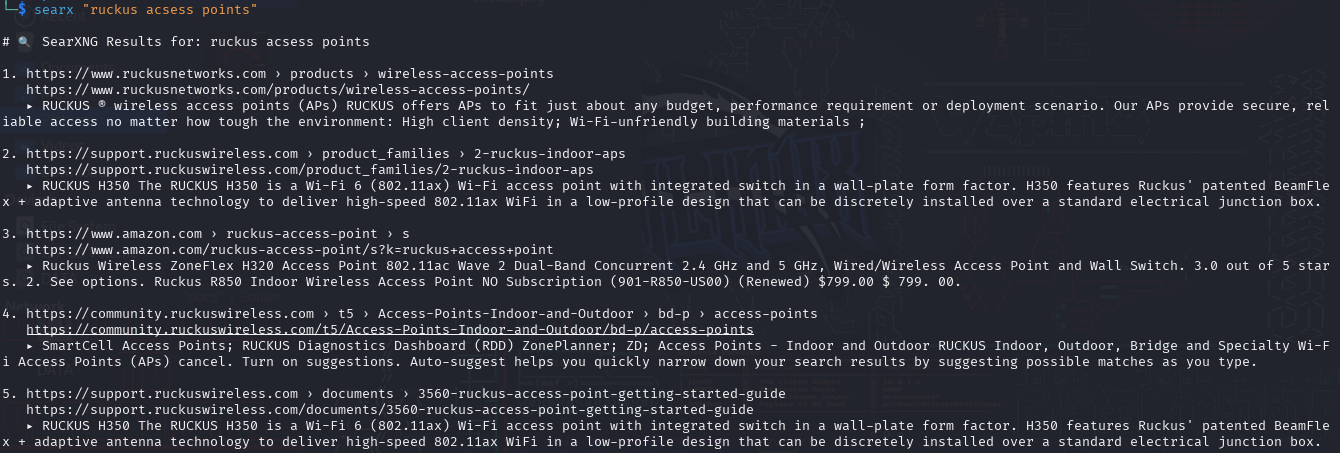 └─$ searx "ruckus acsess points"
# 🔍 SearXNG Results for: ruckus acsess points
1. https://www.ruckusnetworks.com › products › wireless-access-points
https://www.ruckusnetworks.com/products/wireless-access-points/
▸ RUCKUS ® wireless access points (APs) RUCKUS offers APs to fit just about any budget, performance requirement or deployment scenario. Our APs provide secure, rel
iable access no matter how tough the environment: High client density; Wi-Fi-unfriendly building materials ;
2. https://support.ruckuswireless.com › product_families › 2-ruckus-indoor-aps
https://support.ruckuswireless.com/product_families/2-ruckus-indoor-aps
▸ RUCKUS H350 The RUCKUS H350 is a Wi-Fi 6 (802.11ax) Wi-Fi access point with integrated switch in a wall-plate form factor. H350 features Ruckus' patented BeamFle
x + adaptive antenna technology to deliver high-speed 802.11ax WiFi in a low-profile design that can be discretely installed over a standard electrical junction box.
3. https://www.amazon.com › ruckus-access-point › s
https://www.amazon.com/ruckus-access-point/s?k=ruckus+access+point
▸ Ruckus Wireless ZoneFlex H320 Access Point 802.11ac Wave 2 Dual-Band Concurrent 2.4 GHz and 5 GHz, Wired/Wireless Access Point and Wall Switch. 3.0 out of 5 star
s. 2. See options. Ruckus R850 Indoor Wireless Access Point NO Subscription (901-R850-US00) (Renewed) $799.00 $ 799. 00.
4. https://community.ruckuswireless.com › t5 › Access-Points-Indoor-and-Outdoor › bd-p › access-points
https://community.ruckuswireless.com/t5/Access-Points-Indoor-and-Outdoor/bd-p/access-points
▸ SmartCell Access Points; RUCKUS Diagnostics Dashboard (RDD) ZonePlanner; ZD; Access Points - Indoor and Outdoor RUCKUS Indoor, Outdoor, Bridge and Specialty Wi-F
i Access Points (APs) cancel. Turn on suggestions. Auto-suggest helps you quickly narrow down your search results by suggesting possible matches as you type.
5. https://support.ruckuswireless.com › documents › 3560-ruckus-access-point-getting-started-guide
https://support.ruckuswireless.com/documents/3560-ruckus-access-point-getting-started-guide
▸ RUCKUS H350 The RUCKUS H350 is a Wi-Fi 6 (802.11ax) Wi-Fi access point with integrated switch in a wall-plate form factor. H350 features Ruckus' patented BeamFle
x + adaptive antenna technology to deliver high-speed 802.11ax WiFi in a low-profile design that can be discretely installed over a standard electrical junction box.